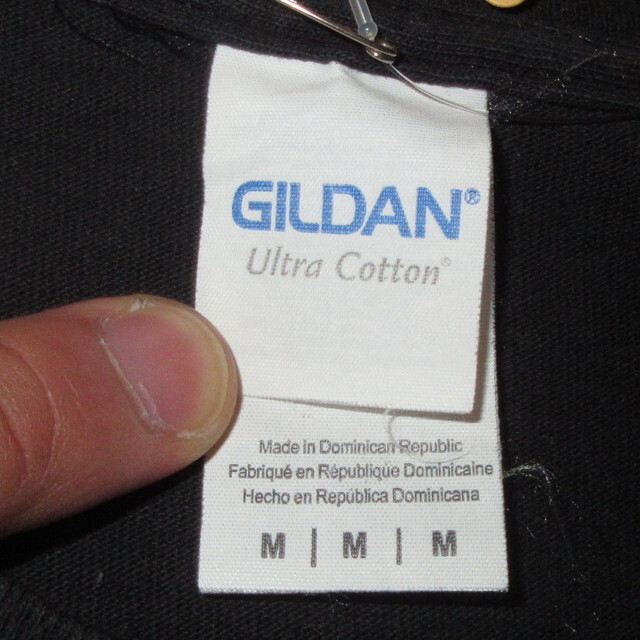 GILDAN®
Ultra Cotton®
Made in Dominican Republic
Fabriqué en République Dominicaine
Hecho en República Dominicana
M | M | M